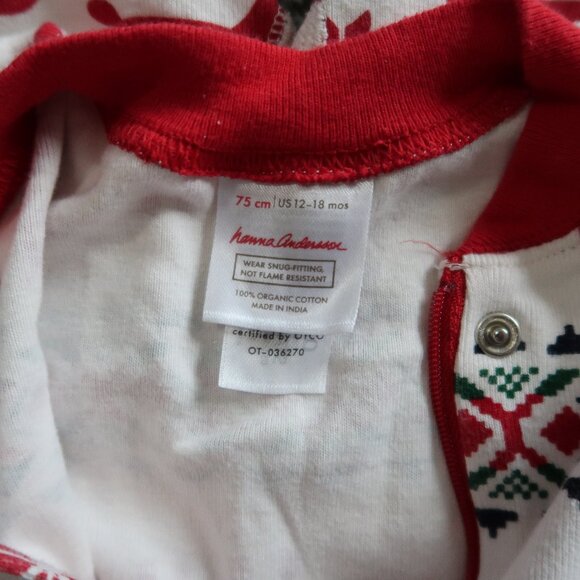 75 cm | US 12-18 mos
hanna Andersson
WEAR SNUG-FITTING,
NOT FLAME RESISTANT
100% ORGANIC COTTON
MADE IN INDIA
certified by OTCO
OT-036270